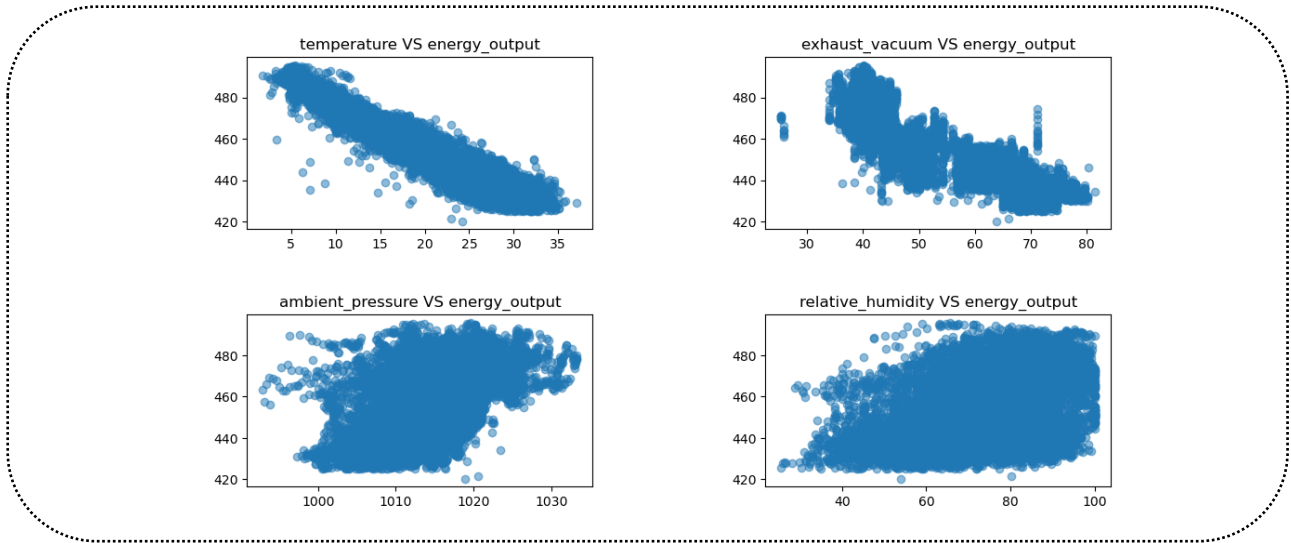 temperature VS energy_output
480
460
440
420
5 10 15 20 25 30 35
exhaust_vacuum VS energy_output
480
460
440
420
30 40 50 60 70 80
ambient_pressure VS energy_output
480
460
440
420
1000 1010 1020 1030
relative_humidity VS energy_output
480
460
440
420
40 60 80 100